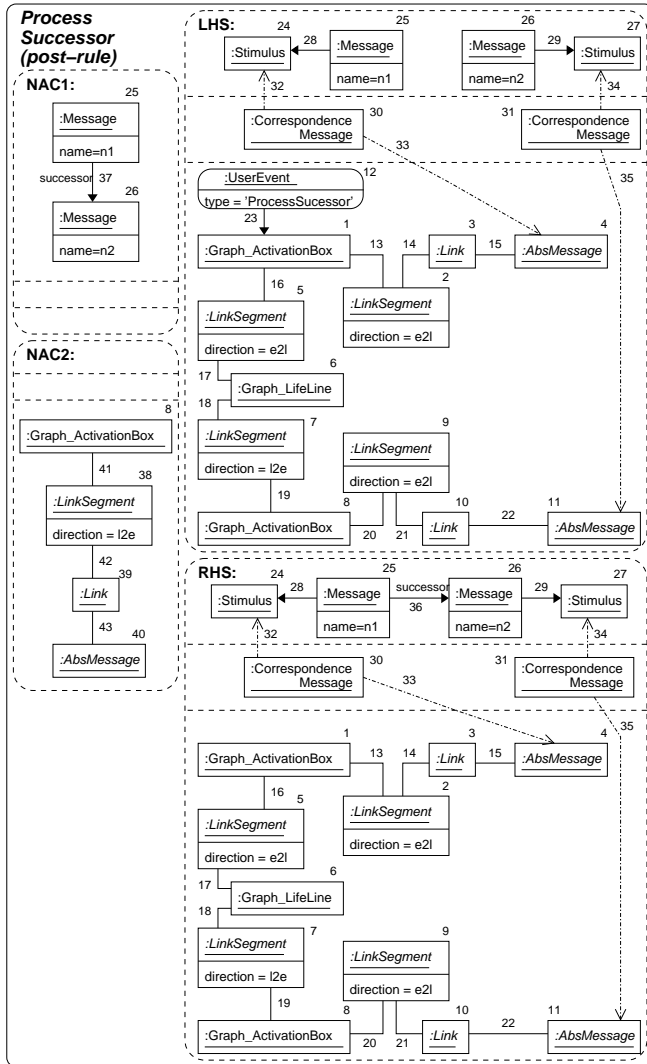 Process
Successor
(post–rule)
NAC1:
25
:Message
name=n1
successor 37
26
:Message
name=n2
NAC2:
8
:Graph_ActivationBox
41
38
:LinkSegment
direction = l2e
42
39
:Link
43
40
:AbsMessage
LHS:
24
:Stimulus
28
25
:Message
name=n1
26
:Message
name=n2
29
27
:Stimulus
32
34
30
:Correspondence
Message
31
:Correspondence
Message
33
35
12
:UserEvent
type = 'ProcessSucessor'
23
1
:Graph_ActivationBox
13
14
3
:Link
15
4
:AbsMessage
16
5
:LinkSegment
direction = e2l
2
:LinkSegment
direction = e2l
17
6
:Graph_LifeLine
18
7
:LinkSegment
direction = l2e
9
:LinkSegment
direction = e2l
19
8
:Graph_ActivationBox
20
21
10
:Link
22
11
:AbsMessage
RHS:
24
:Stimulus
28
25
:Message
name=n1
successor
36
26
:Message
name=n2
29
27
:Stimulus
32
34
30
:Correspondence
Message
31
:Correspondence
Message
33
35
1
:Graph_ActivationBox
13
14
3
:Link
15
4
:AbsMessage
16
5
:LinkSegment
direction = e2l
2
:LinkSegment
direction = e2l
17
6
:Graph_LifeLine
18
7
:LinkSegment
direction = l2e
9
:LinkSegment
direction = e2l
19
8
:Graph_ActivationBox
20
21
10
:Link
22
11
:AbsMessage